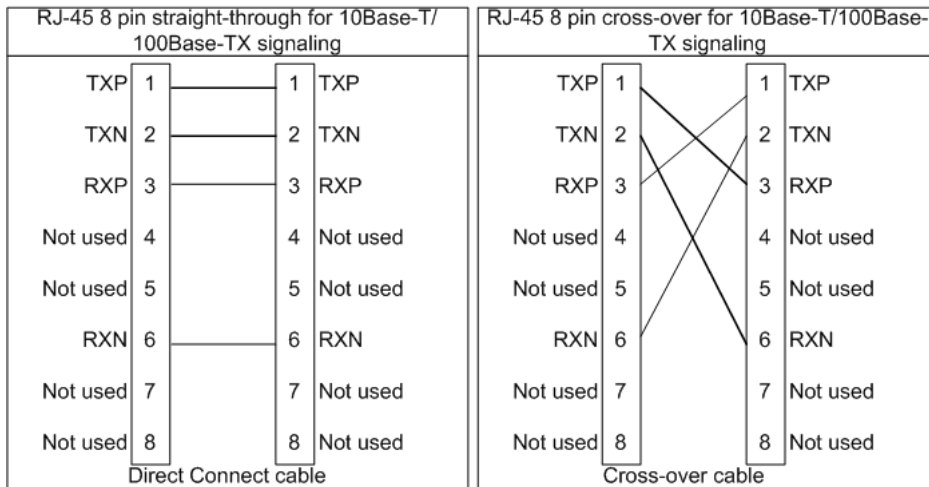 RJ-45 8 pin straight-through for 10Base-T/
100Base-TX signaling
TXP 1 1 TXP
TXN 2 2 TXN
RXP 3 3 RXP
Not used 4 4 Not used
Not used 5 5 Not used
RXN 6 6 RXN
Not used 7 7 Not used
Not used 8 8 Not used
Direct Connect cable
RJ-45 8 pin cross-over for 10Base-T/100Base-
TX signaling
TXP 1 1 TXP
TXN 2 2 TXN
RXP 3 3 RXP
Not used 4 4 Not used
Not used 5 5 Not used
RXN 6 6 RXN
Not used 7 7 Not used
Not used 8 8 Not used
Cross-over cable